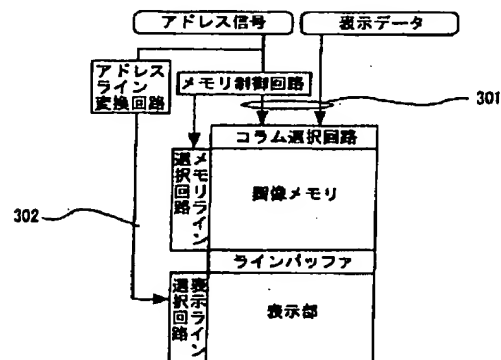 アドレス信号
表示データ
アドレス
ライン
変換回路
メモリ制御回路
301
コラム選択回路
メモリライン
選択回路
画像メモリ
302
ラインバッファ
表示ライン
選択回路
表示部